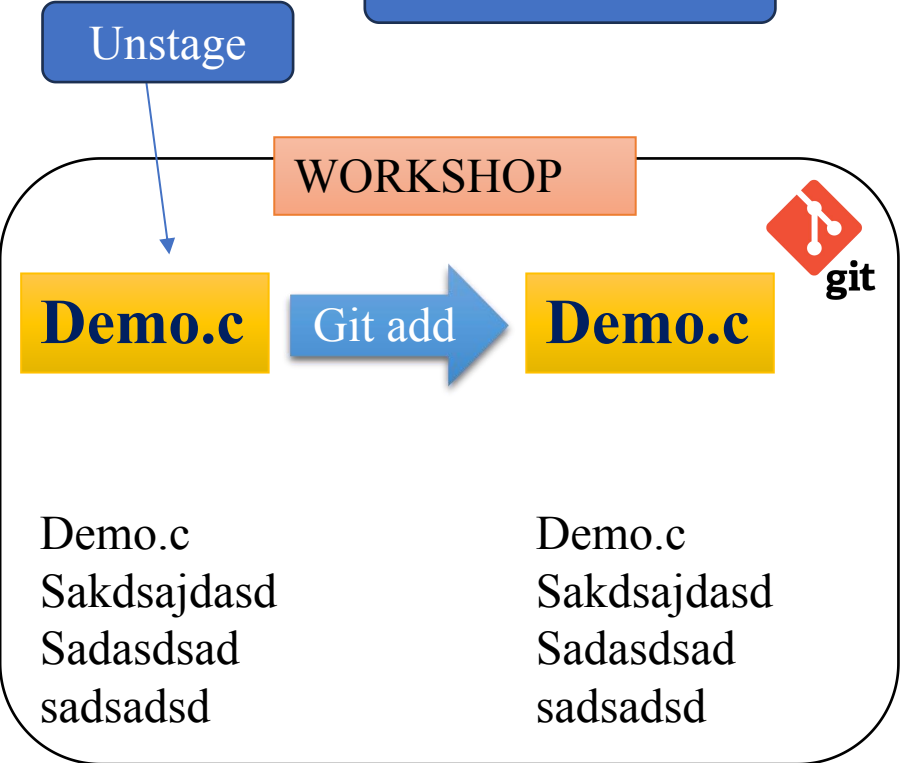 Unstage
WORKSHOP
git
Demo.c
Git add
Demo.c
Demo.c
Sakdsajdasd
Sadasdsad
sadsadsd
Demo.c
Sakdsajdasd
Sadasdsad
sadsadsd